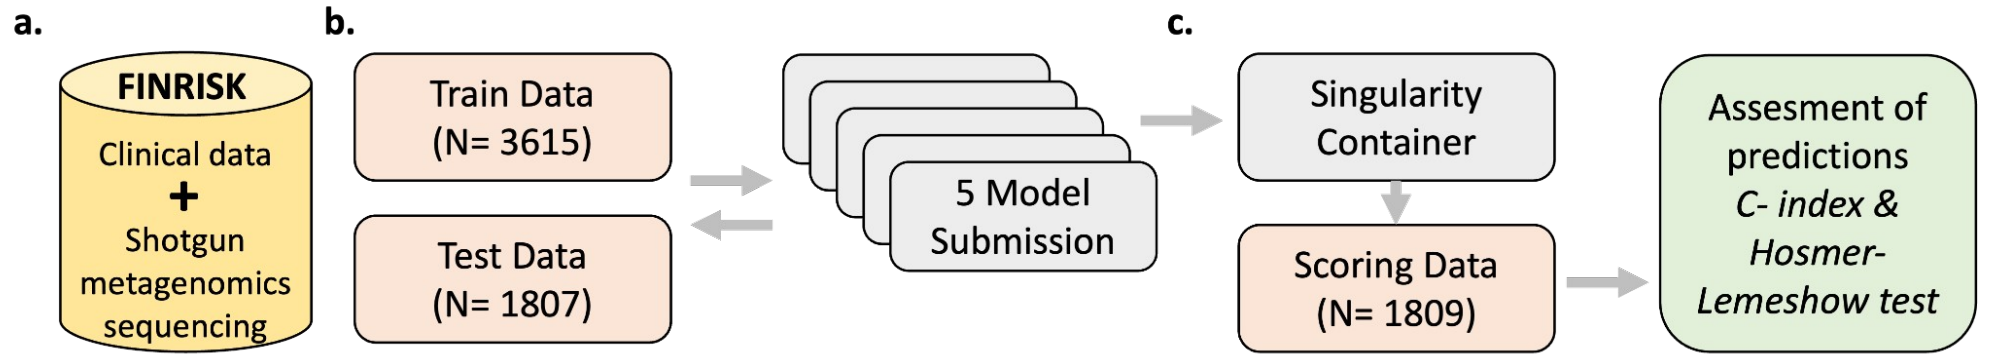 a.
FINRISK
Clinical data
+
Shotgun
metagenomics
sequencing
b.
Train Data
(N= 3615)
Test Data
(N= 1807)
5 Model
Submission
c.
Singularity
Container
Scoring Data
(N= 1809)
Assesment of
predictions
C- index &
Hosmer-
Lemeshow test